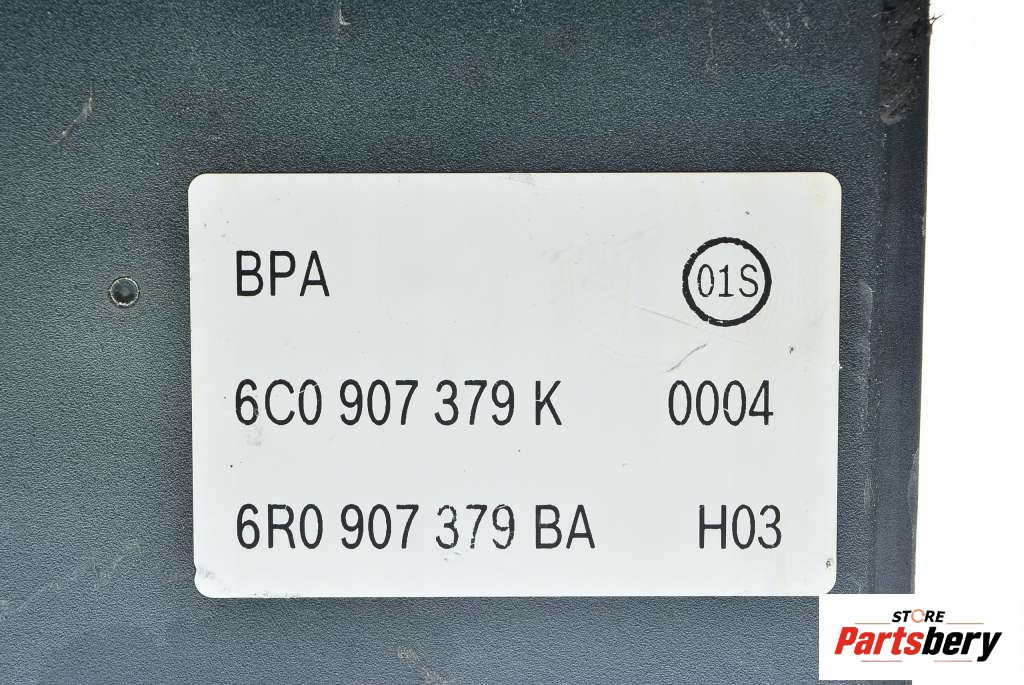 BPA 01S
6C0 907 379 K 0004
6R0 907 379 BA H03
STORE
Partsbery